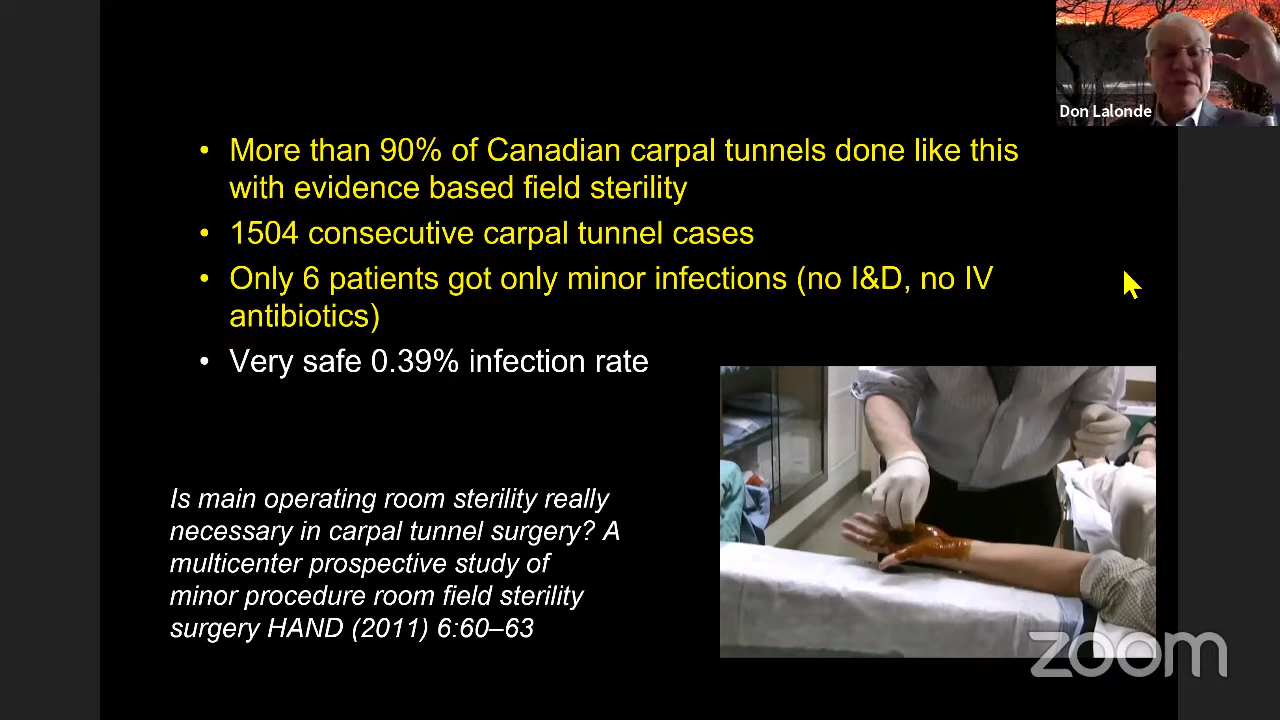 Don Lalonde
• More than 90% of Canadian carpal tunnels done like this
with evidence based field sterility
• 1504 consecutive carpal tunnel cases
• Only 6 patients got only minor infections (no I&D, no IV
antibiotics)
• Very safe 0.39% infection rate
Is main operating room sterility really
necessary in carpal tunnel surgery? A
multicenter prospective study of
minor procedure room field sterility
surgery HAND (2011) 6:60–63
zoom